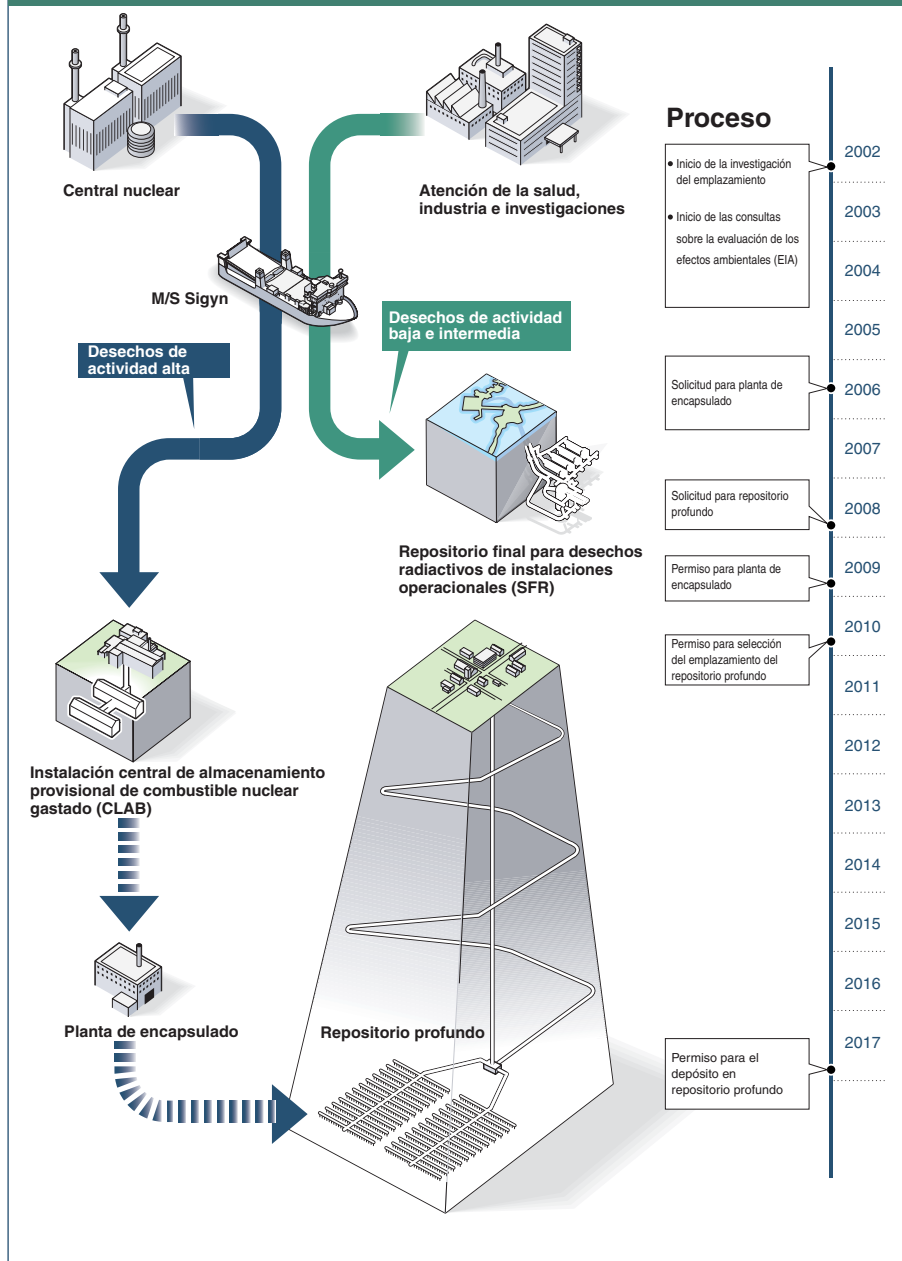 Central nuclear
Atención de la salud,
industria e investigaciones
M/S Sigyn
Desechos de
actividad alta
Desechos de actividad
baja e intermedia
Repositorio final para desechos
radiactivos de instalaciones
operacionales (SFR)
Instalación central de almacenamiento
provisional de combustible nuclear
gastado (CLAB)
Planta de encapsulado
Repositorio profundo
Proceso
• Inicio de la investigación
del emplazamiento
• Inicio de las consultas
sobre la evaluación de los
efectos ambientales (EIA)
Solicitud para planta de
encapsulado
Solicitud para repositorio
profundo
Permiso para planta de
encapsulado
Permiso para selección
del emplazamiento del
repositorio profundo
Permiso para el
depósito en
repositorio profundo
2002
2003
2004
2005
2006
2007
2008
2009
2010
2011
2012
2013
2014
2015
2016
2017